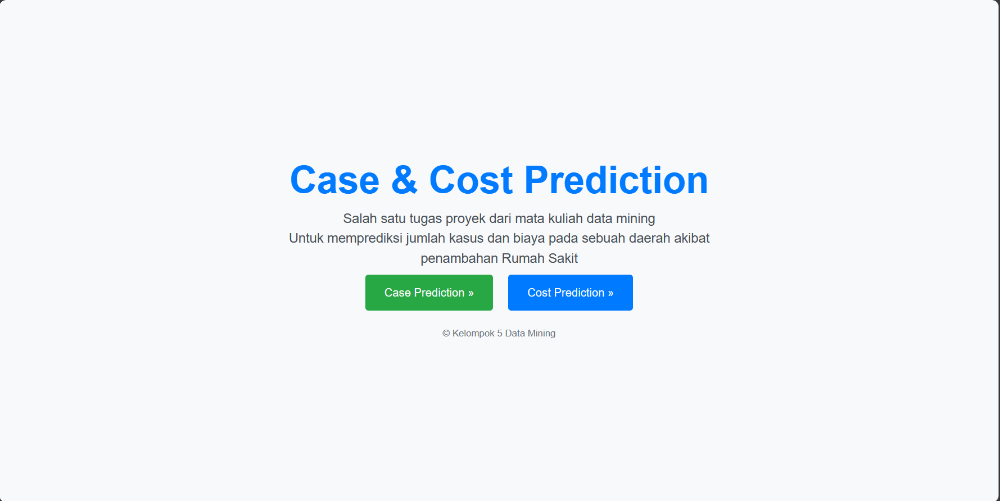 Case & Cost Prediction
Salah satu tugas proyek dari mata kuliah data mining
Untuk memprediksi jumlah kasus dan biaya pada sebuah daerah akibat
penambahan Rumah Sakit
Case Prediction »
Cost Prediction »
© Kelompok 5 Data Mining